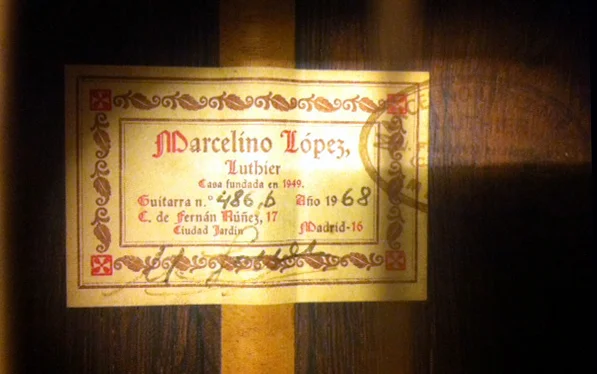 Marcelino López,
Luthier
Casa fundada en 1949.
Guitarra n.º 486,b Año 1968
C. de Fernán Núñez, 17
Ciudad Jardín Madrid-16